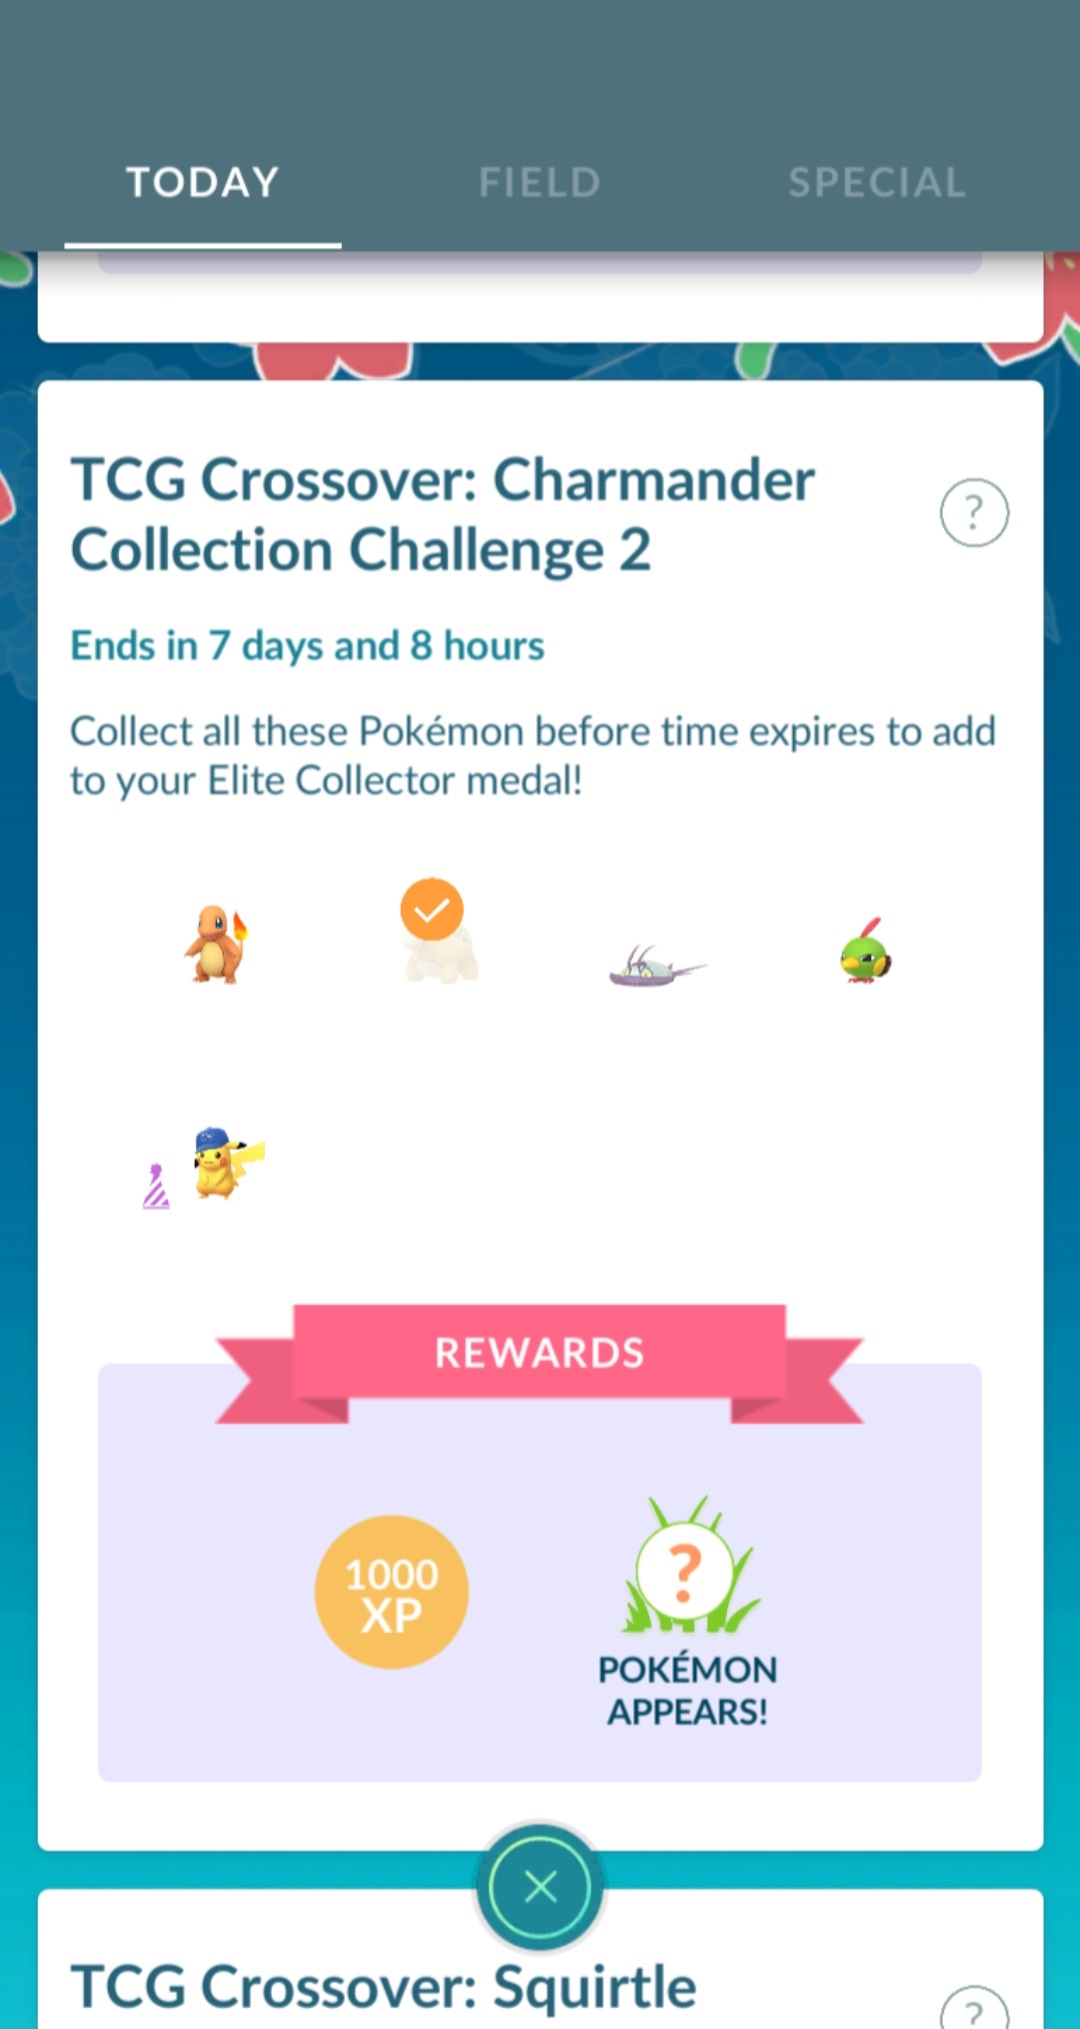 TODAY FIELD SPECIAL
TCG Crossover: Charmander
Collection Challenge 2
?
Ends in 7 days and 8 hours
Collect all these Pokémon before time expires to add
to your Elite Collector medal!
REWARDS
1000
XP
?
POKÉMON
APPEARS!
TCG Crossover: Squirtle
?